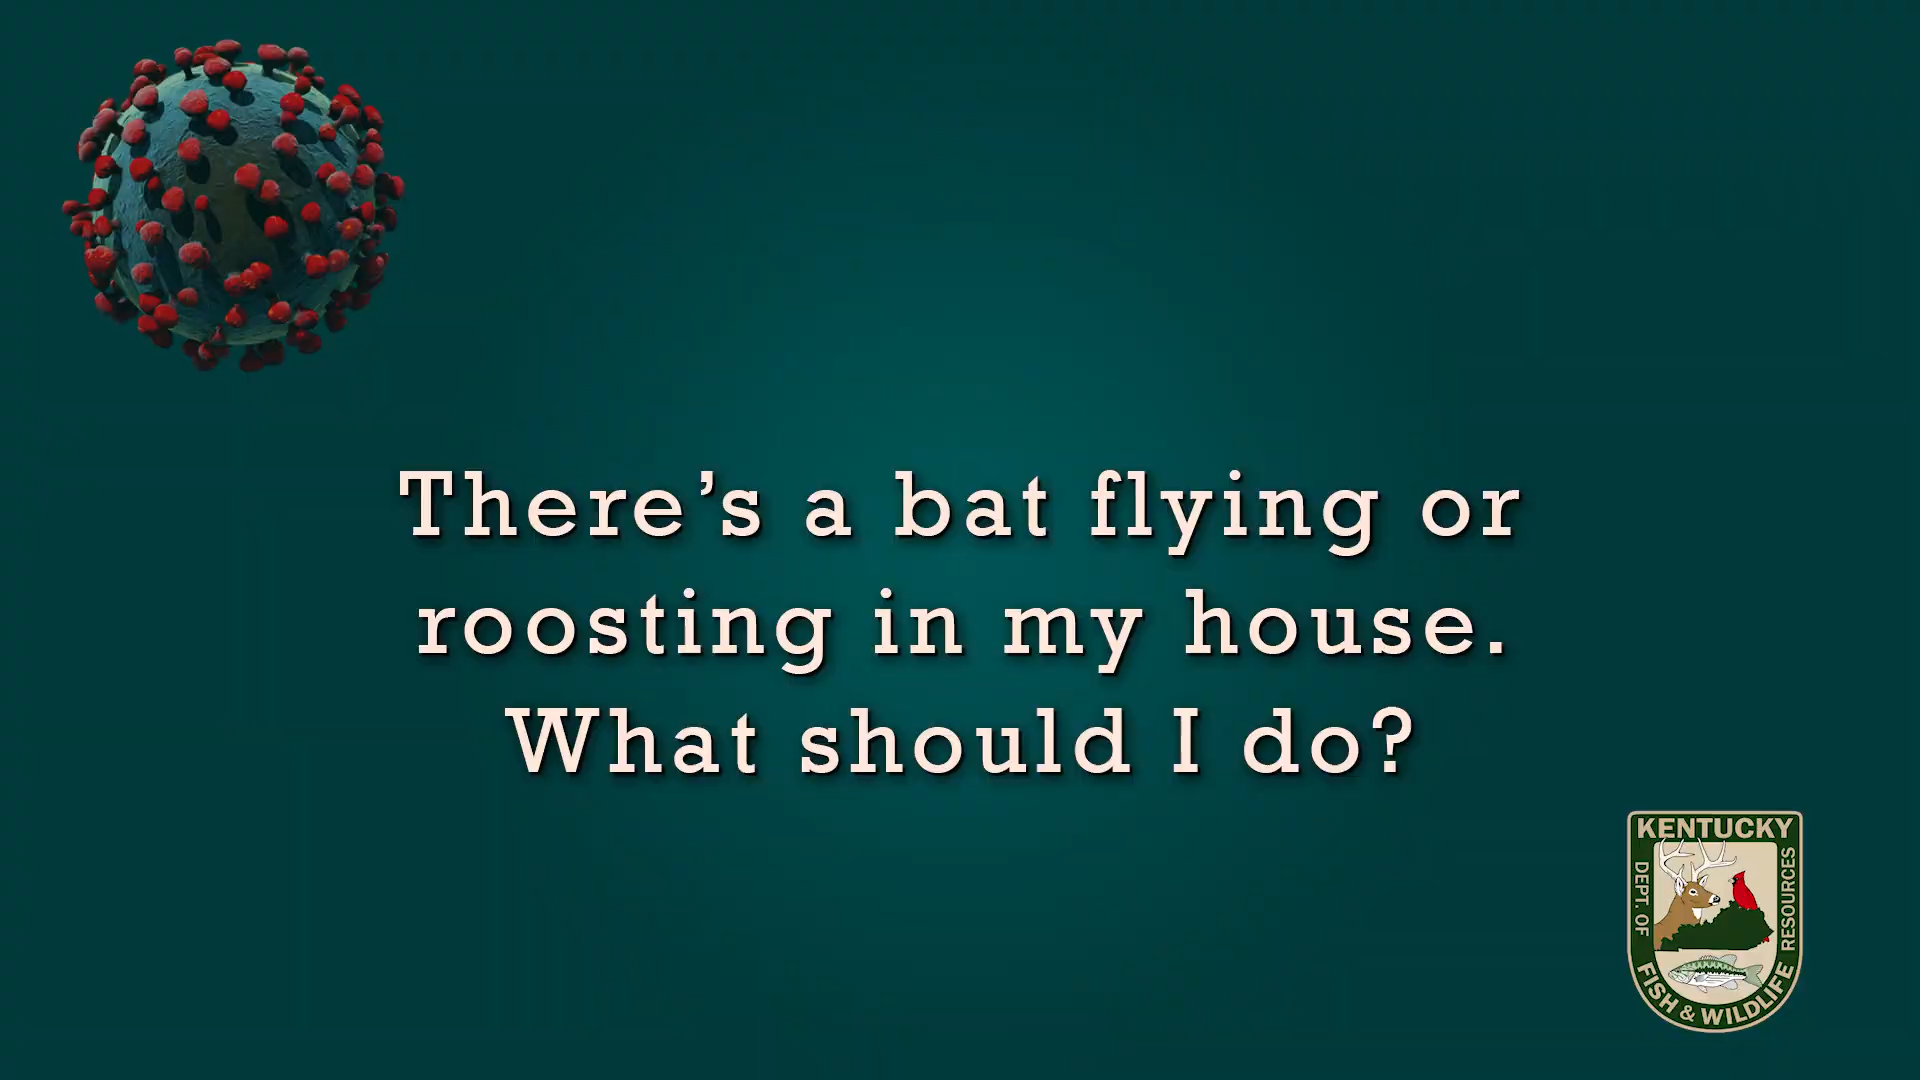 There’s a bat flying or
roosting in my house.
What should I do?
KENTUCKY
DEPT. OF
FISH & WILDLIFE
RESOURCES